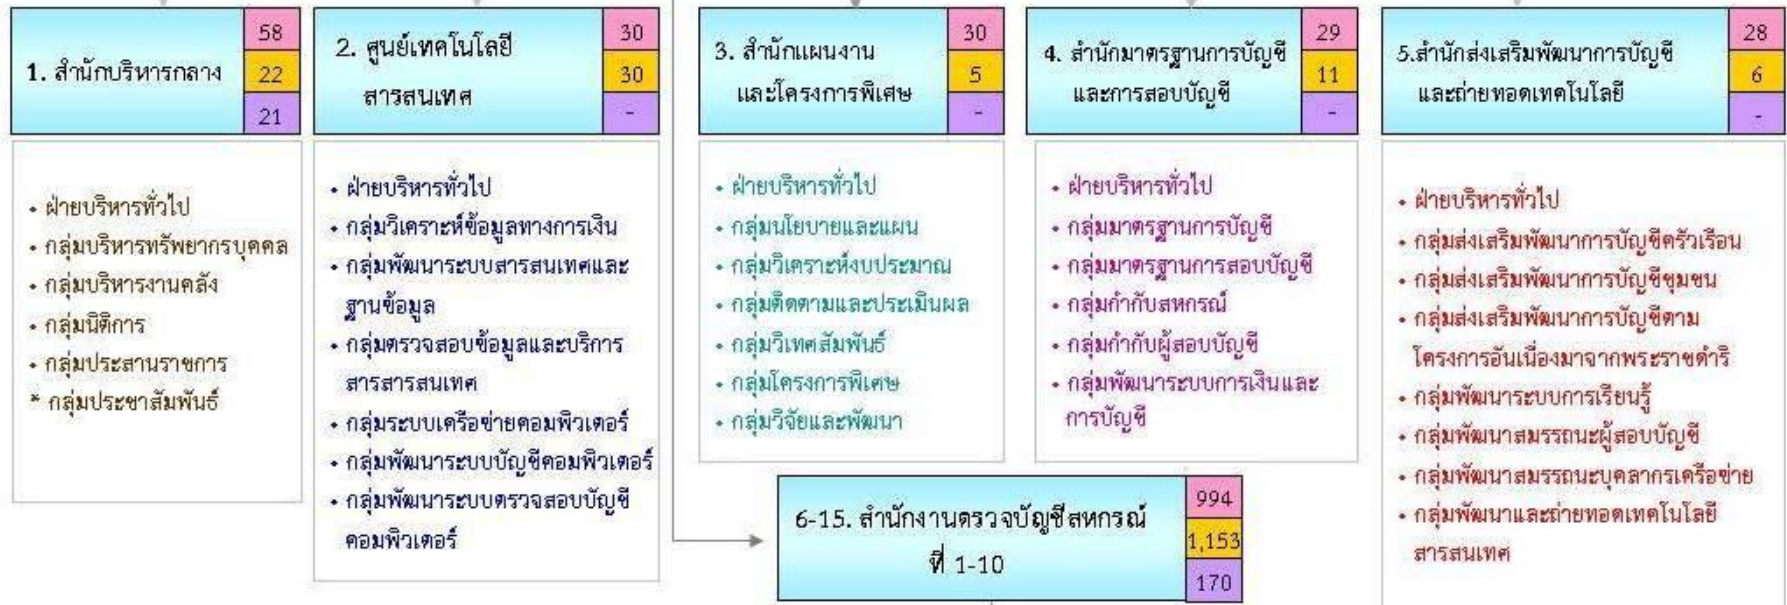 1. สำนักบริหารกลาง
58
22
21
• ฝ่ายบริหารทั่วไป
• กลุ่มบริหารทรัพยากรบุคคล
• กลุ่มบริหารงานคลัง
• กลุ่มนิติการ
• กลุ่มประสานราชการ
* กลุ่มประชาสัมพันธ์
2. ศูนย์เทคโนโลยี
สารสนเทศ
30
30
-
• ฝ่ายบริหารทั่วไป
• กลุ่มวิเคราะห์ข้อมูลทางการเงิน
• กลุ่มพัฒนาระบบสารสนเทศและ
ฐานข้อมูล
• กลุ่มตรวจสอบข้อมูลและบริการ
สารสารสนเทศ
• กลุ่มระบบเครือข่ายคอมพิวเตอร์
• กลุ่มพัฒนาระบบบัญชีคอมพิวเตอร์
• กลุ่มพัฒนาระบบตรวจสอบบัญชี
คอมพิวเตอร์
3. สำนักแผนงาน
และโครงการพิเศษ
30
5
-
• ฝ่ายบริหารทั่วไป
• กลุ่มนโยบายและแผน
• กลุ่มวิเคราะห์งบประมาณ
• กลุ่มติดตามและประเมินผล
• กลุ่มวิเทศสัมพันธ์
• กลุ่มโครงการพิเศษ
• กลุ่มวิจัยและพัฒนา
4. สำนักมาตรฐานการบัญชี
และการสอบบัญชี
29
11
-
• ฝ่ายบริหารทั่วไป
• กลุ่มมาตรฐานการบัญชี
• กลุ่มมาตรฐานการสอบบัญชี
• กลุ่มกำกับสหกรณ์
• กลุ่มกำกับผู้สอบบัญชี
• กลุ่มพัฒนาระบบการเงินและ
การบัญชี
5.สำนักส่งเสริมพัฒนาการบัญชี
และถ่ายทอดเทคโนโลยี
28
6
-
• ฝ่ายบริหารทั่วไป
• กลุ่มส่งเสริมพัฒนาการบัญชีครัวเรือน
• กลุ่มส่งเสริมพัฒนาการบัญชีชุมชน
• กลุ่มส่งเสริมพัฒนาการบัญชีตาม
โครงการอันเนื่องมาจากพระราชดำริ
• กลุ่มพัฒนาระบบการเรียนรู้
• กลุ่มพัฒนาสมรรถนะผู้สอบบัญชี
• กลุ่มพัฒนาสมรรถนะบุคลากรเครือข่าย
• กลุ่มพัฒนาและถ่ายทอดเทคโนโลยี
สารสนเทศ
6-15. สำนักงานตรวจบัญชีสหกรณ์
ที่ 1-10
994
1,153
170